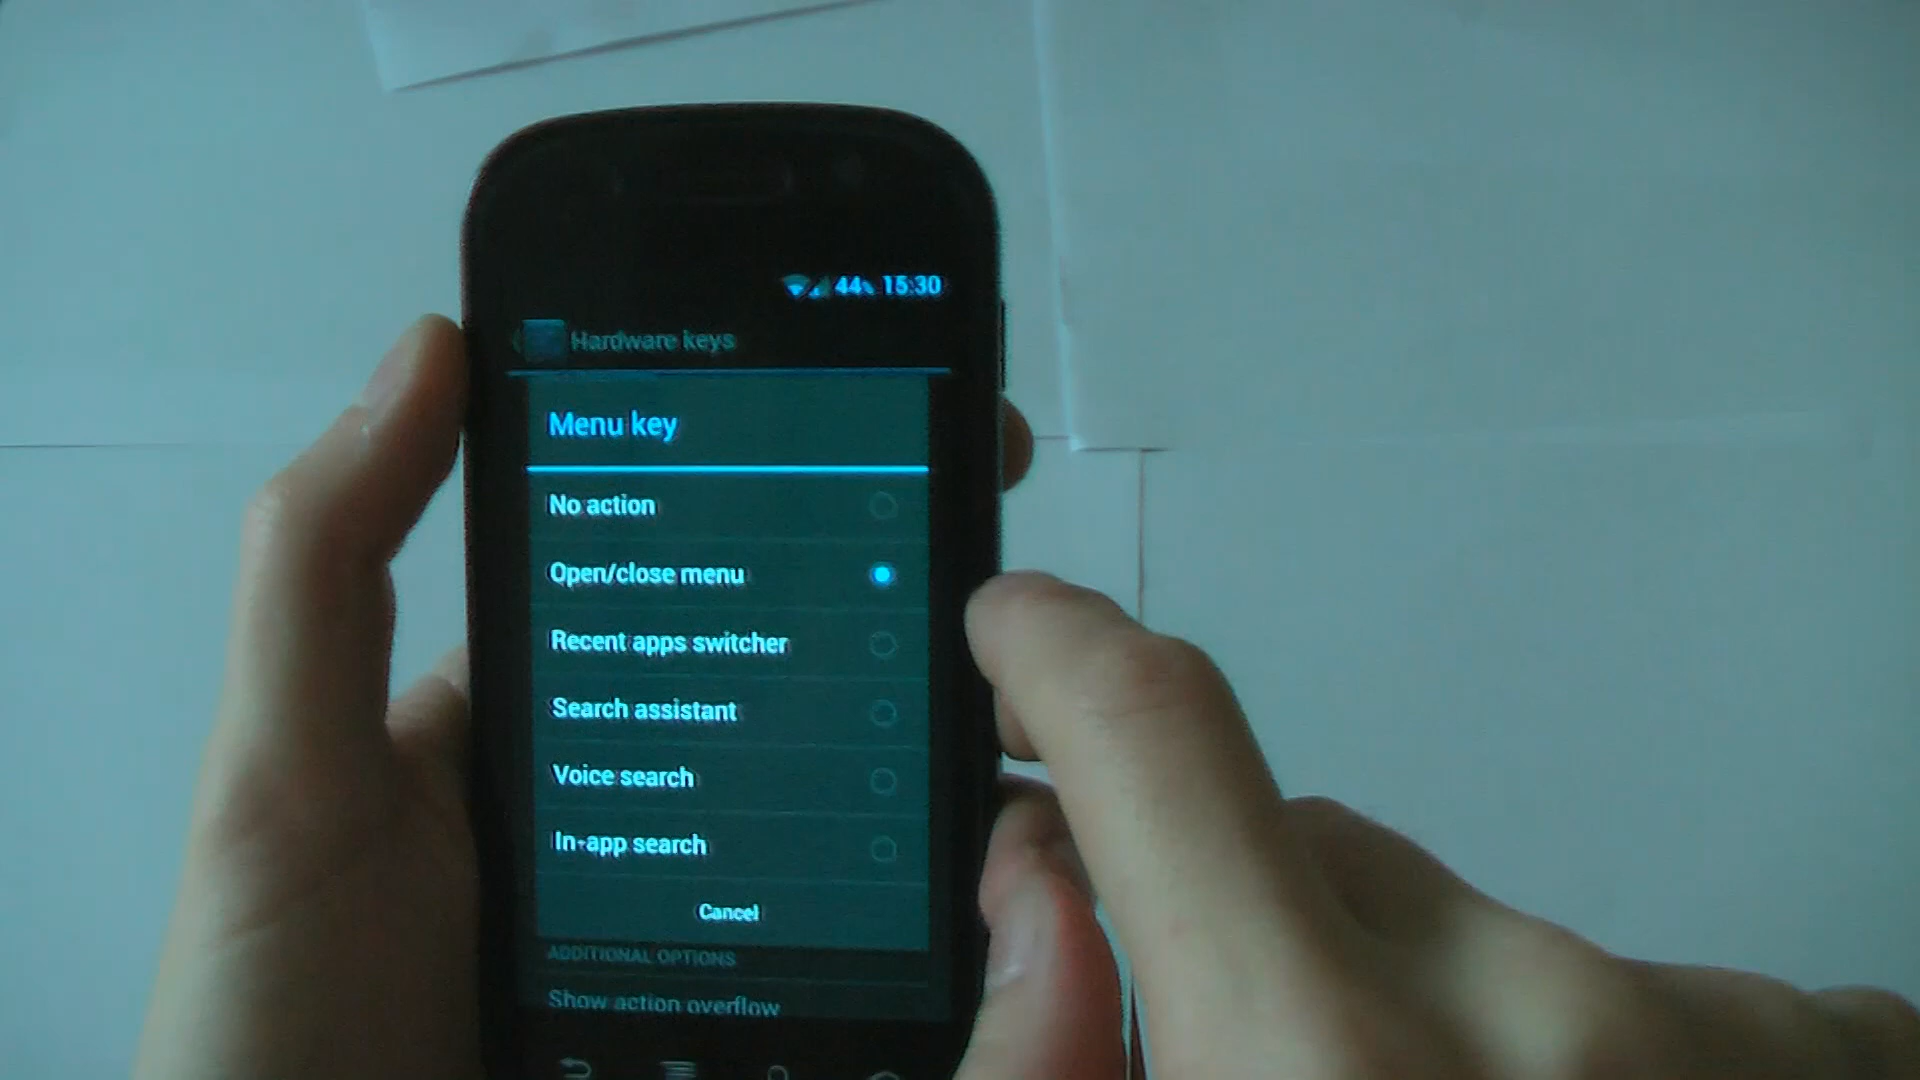 44% 15:30
Hardware keys
Menu key
No action
Open/close menu
Recent apps switcher
Search assistant
Voice search
In-app search
Cancel
ADDITIONAL OPTIONS
Show action overflow